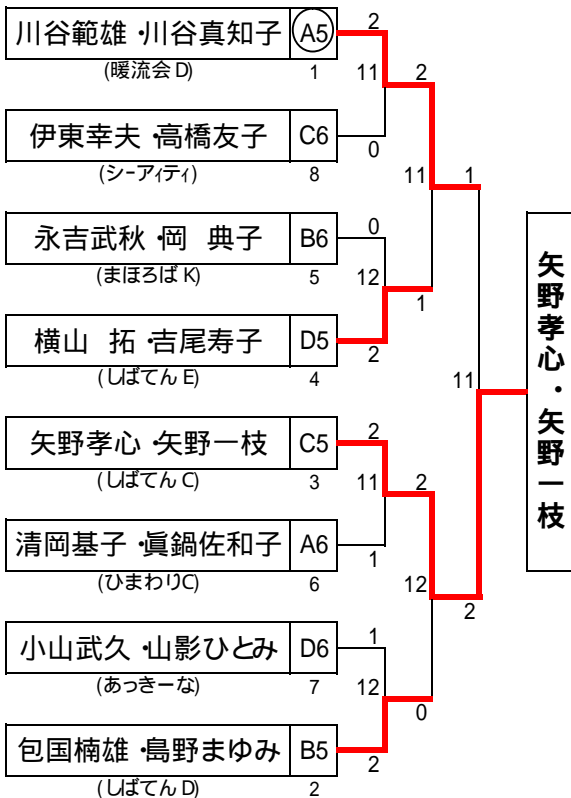 川谷範雄・川谷真知子 A5 2
(暖流会 D) 1 11 2
伊東幸夫・高橋友子 C6 0
(シーアィティ) 8 11 1
永吉武秋・岡 典子 B6 0
(まほろば K) 5 12 1
横山 拓・吉尾寿子 D5 2
(しばてん E) 4 11
矢野孝心・矢野一枝
矢野孝心・矢野一枝 C5 2
(しばてん C) 3 11 2
清岡基子・眞鍋佐和子 A6 1
(ひまわりC) 6 12 2
小山武久・山影ひとみ D6 1
(あっきーな) 7 12 0
包国楠雄・島野まゆみ B5 2
(しばてん D) 2